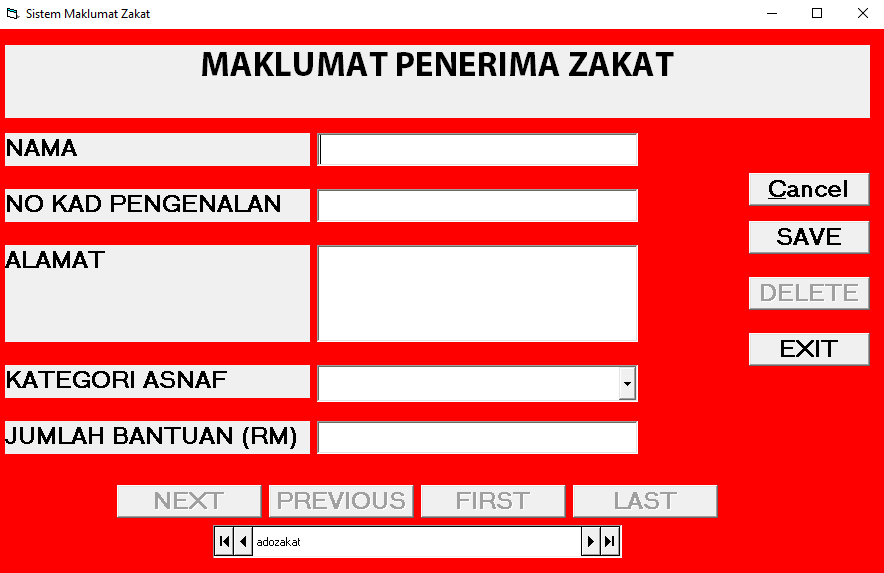 Sistem Maklumat Zakat
MAKLUMAT PENERIMA ZAKAT
NAMA
NO KAD PENGENALAN
Cancel
SAVE
ALAMAT
DELETE
EXIT
KATEGORI ASNAF
JUMLAH BANTUAN (RM)
NEXT PREVIOUS FIRST LAST
adozakat